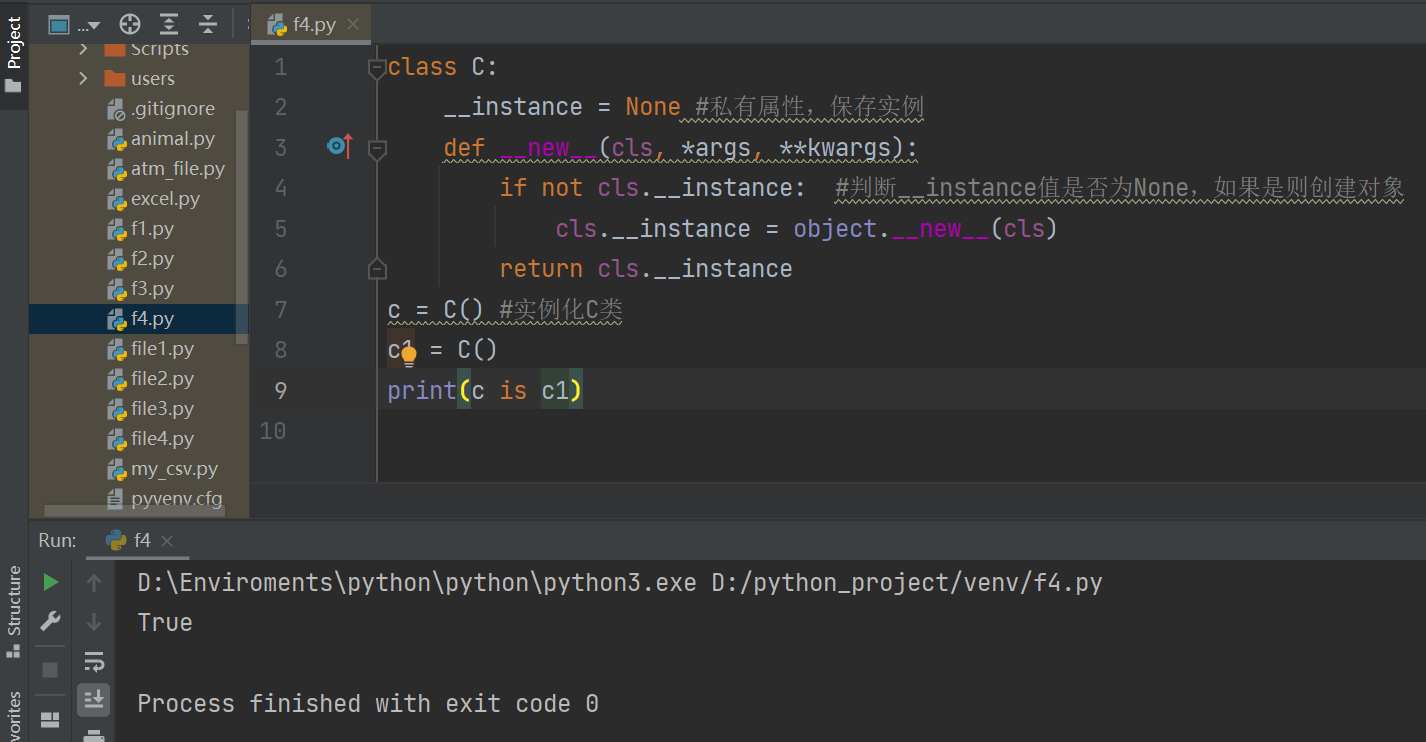 Project
...
f4.py
Scripts
users
.gitignore
animal.py
atm_file.py
excel.py
f1.py
f2.py
f3.py
f4.py
file1.py
file2.py
file3.py
file4.py
my_csv.py
pyvenv.cfg
1 class C:
2 __instance = None #私有属性，保存实例
3 def __new__(cls, *args, **kwargs):
4 if not cls.__instance: #判断__instance值是否为None，如果是则创建对象
5 cls.__instance = object.__new__(cls)
6 return cls.__instance
7 c = C() #实例化C类
8 c1 = C()
9 print(c is c1)
10
Run: f4
D:\Enviroments\python\python\python3.exe D:/python_project/venv/f4.py
True
Process finished with exit code 0
Structure
vorites